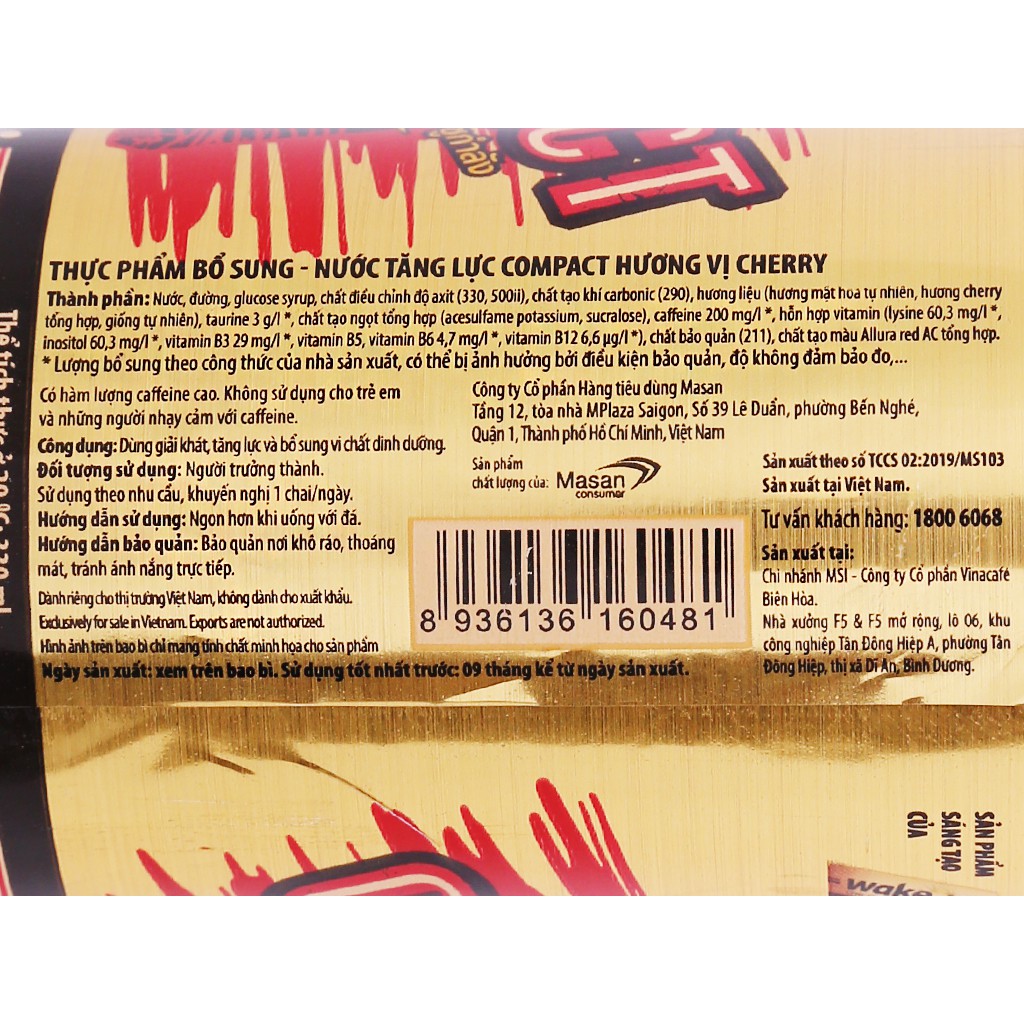 CT
THỰC PHẨM BỔ SUNG - NƯỚC TĂNG LỰC COMPACT HƯƠNG VỊ CHERRY
Thành phần: Nước, đường, glucose syrup, chất điều chỉnh độ axit (330, 500ii), chất tạo khí carbonic (290), hương liệu (hương mật hoa tự nhiên, hương cherry
tổng hợp, giống tự nhiên), taurine 3 g/l *, chất tạo ngọt tổng hợp (acesulfame potassium, sucralose), caffeine 200 mg/l *, hỗn hợp vitamin (lysine 60,3 mg/l *,
inositol 60,3 mg/l *, vitamin B3 29 mg/l *, vitamin B5, vitamin B6 4,7 mg/l *, vitamin B12 6,6 µg/l *), chất bảo quản (211), chất tạo màu Allura red AC tổng hợp.
* Lượng bổ sung theo công thức của nhà sản xuất, có thể bị ảnh hưởng bởi điều kiện bảo quản, độ không đảm bảo đo,...
Có hàm lượng caffeine cao. Không sử dụng cho trẻ em
và những người nhạy cảm với caffeine.
Công dụng: Dùng giải khát, tăng lực và bổ sung vi chất dinh dưỡng.
Đối tượng sử dụng: Người trưởng thành.
Sử dụng theo nhu cầu, khuyến nghị 1 chai/ngày.
Hướng dẫn sử dụng: Ngon hơn khi uống với đá.
Hướng dẫn bảo quản: Bảo quản nơi khô ráo, thoáng
mát, tránh ánh nắng trực tiếp.
Dành riêng cho thị trường Việt Nam, không dành cho xuất khẩu.
Exclusively for sale in Vietnam. Exports are not authorized.
Hình ảnh trên bao bì chỉ mang tính chất minh họa cho sản phẩm
Ngày sản xuất: xem trên bao bì. Sử dụng tốt nhất trước: 09 tháng kể từ ngày sản xuất.
Công ty Cổ phần Hàng tiêu dùng Masan
Tầng 12, tòa nhà MPlaza Saigon, Số 39 Lê Duẩn, phường Bến Nghé,
Quận 1, Thành phố Hồ Chí Minh, Việt Nam
Sản phẩm
chất lượng của: Masan
consumer
8 936136 160481
Sản xuất theo số TCCS 02:2019/MS103
Sản xuất tại Việt Nam.
Tư vấn khách hàng: 1800 6068
Sản xuất tại:
Chi nhánh MSI - Công ty Cổ phần Vinacafé
Biên Hòa.
Nhà xưởng F5 & F5 mở rộng, lô 06, khu
công nghiệp Tân Đông Hiệp A, phường Tân
Đông Hiệp, thị xã Dĩ An, Bình Dương.
SẢN PHẨM
SÁNG TẠO
CỦA
wake